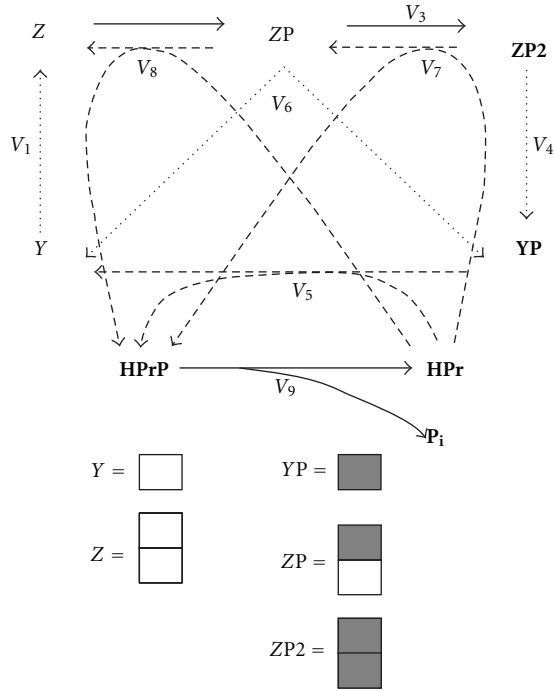 Z ZP V3 ZP2
V8 V7
V6
V1 V4
Y YP
V5
HPrP HPr
V9
Pi
Y = YP =
Z = ZP =
ZP2 =